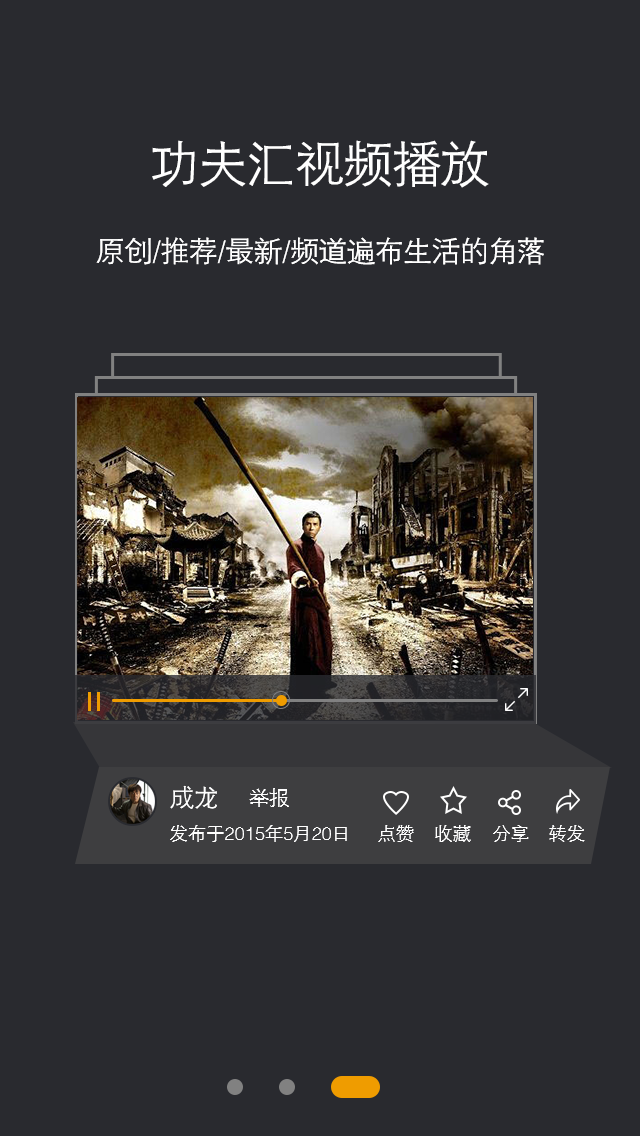 功夫汇视频播放
原创/推荐/最新/频道遍布生活的角落
成龙 举报
发布于2015年5月20日 点赞 收藏 分享 转发